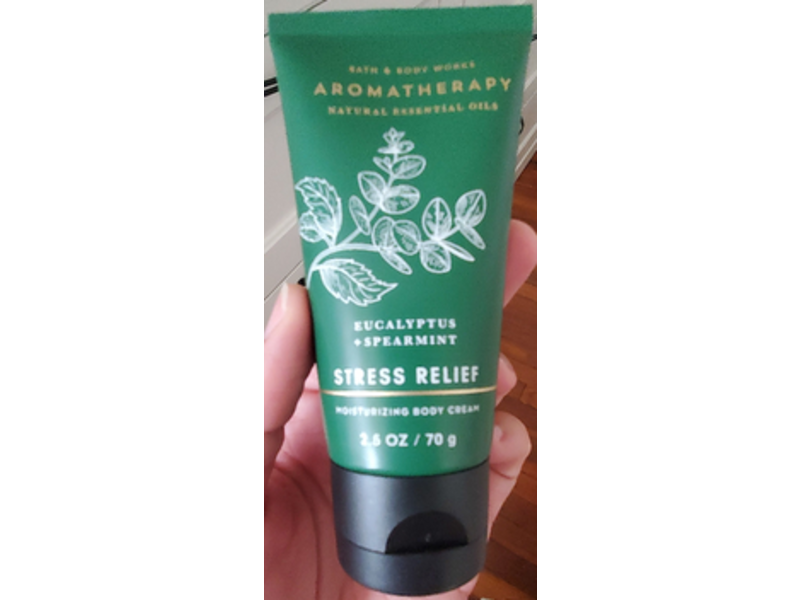 BATH & BODY WORKS
AROMATHERAPY
NATURAL ESSENTIAL OILS
EUCALYPTUS
+SPEARMINT
STRESS RELIEF
MOISTURIZING BODY CREAM
2.5 OZ / 70 g